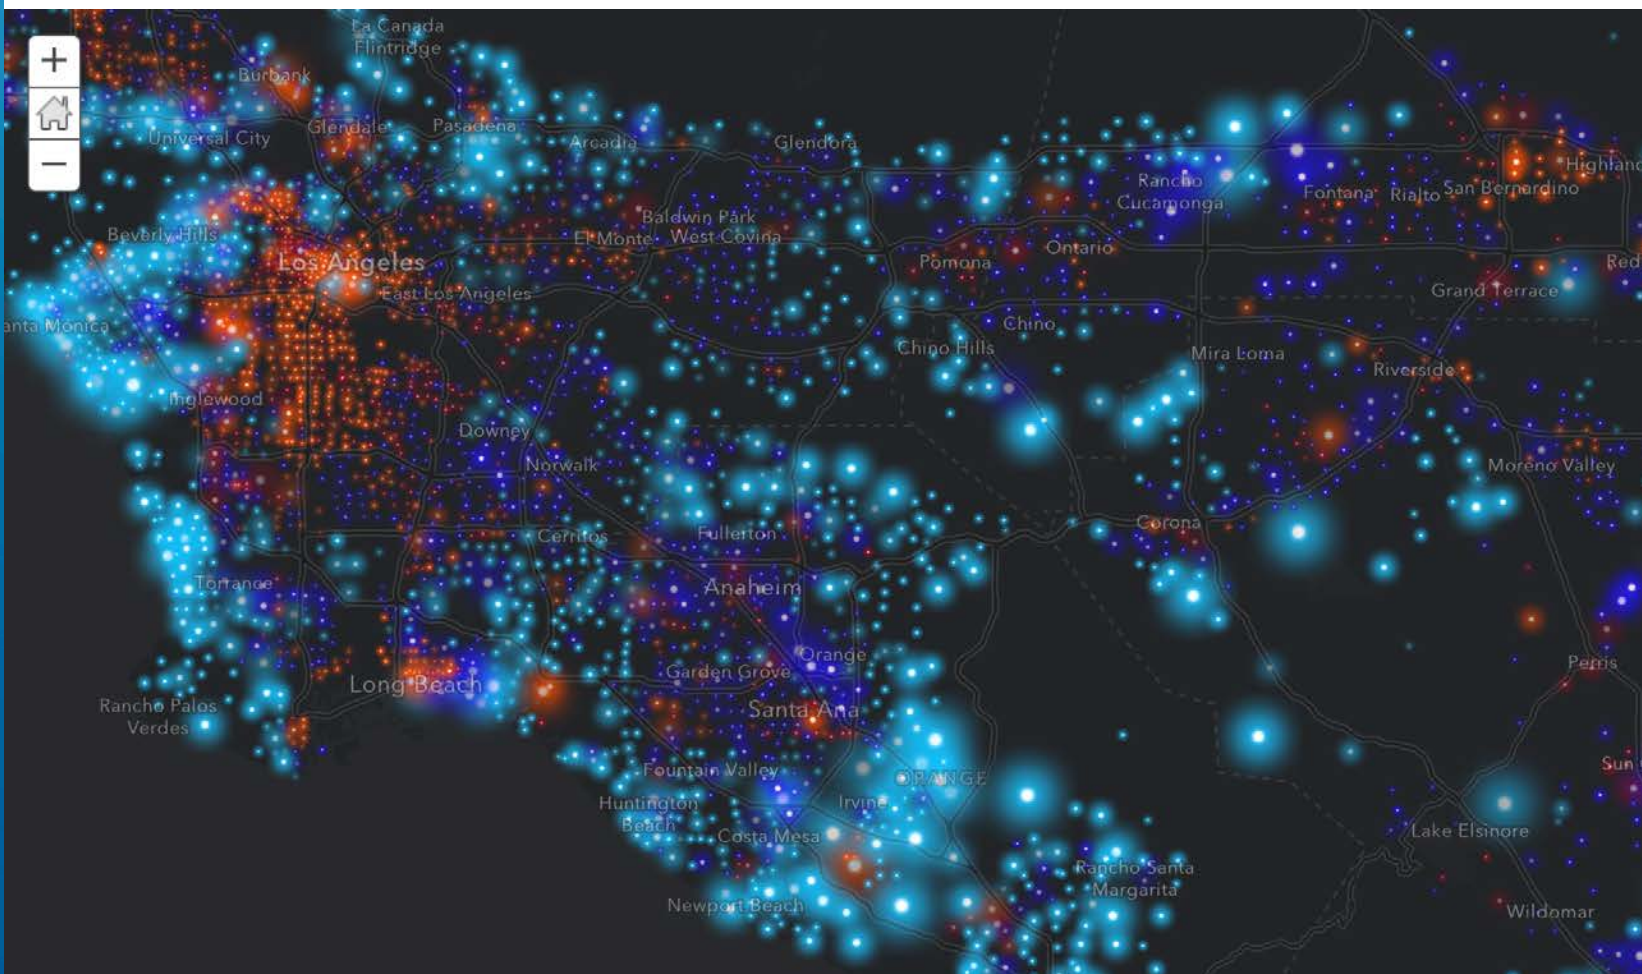 La Canada
Flintridge
Burbank
Universal City
Glendale
Pasadena
Arcadia
Glendora
Rancho
Cucamonga
Fontana
Rialto
San Bernardino
Highland
Beverly Hills
Baldwin Park
El Monte
West Covina
Los Angeles
East Los Angeles
Pomona
Ontario
Grand Terrace
Red
anta Monica
Chino
Chino Hills
Mira Loma
Riverside
Inglewood
Downey
Norwalk
Moreno Valley
Cerritos
Fullerton
Corona
Torrance
Anaheim
Orange
Garden Grove
Perris
Long Beach
Santa Ana
Rancho Palos
Verdes
Fountain Valley
ORANGE
Sun
Huntington
Beach
Irvine
Costa Mesa
Lake Elsinore
Rancho Santa
Margarita
Newport Beach
Wildomar